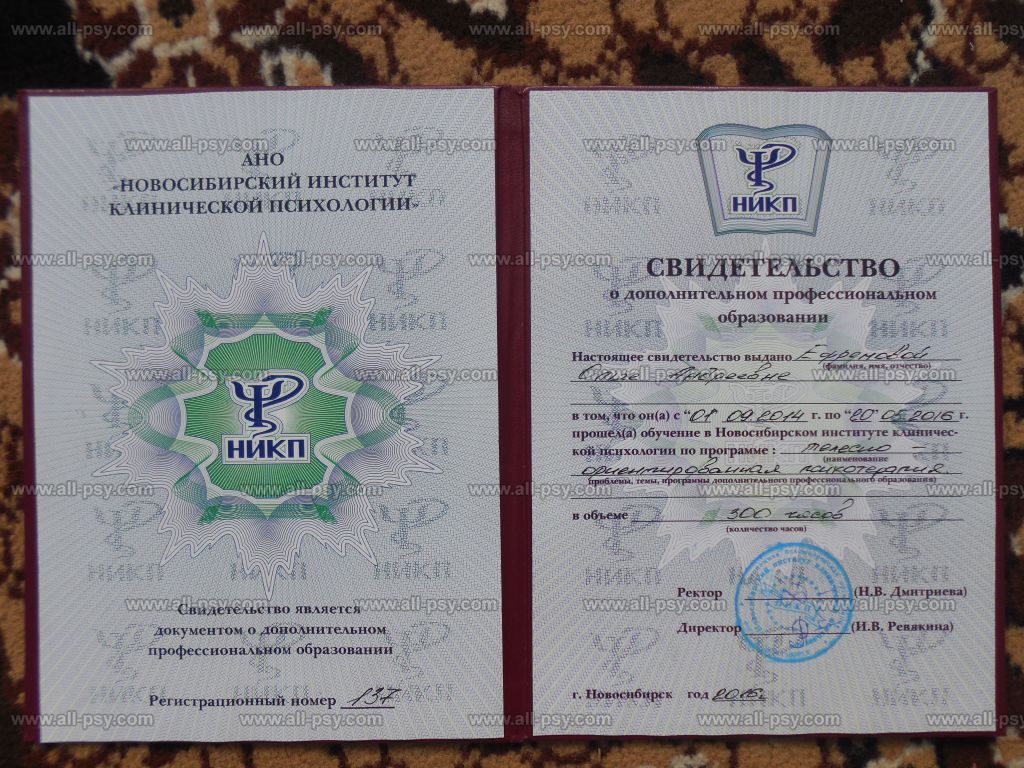 АНО
«НОВОСИБИРСКИЙ ИНСТИТУТ
КЛИНИЧЕСКОЙ ПСИХОЛОГИИ»
НИКП
Свидетельство является
документом о дополнительном
профессиональном образовании
Регистрационный номер 137
НИКП
СВИДЕТЕЛЬСТВО
о дополнительном профессиональном
образовании
Настоящее свидетельство выдано Ефремовой
(фамилия, имя, отчество)
Ольге Андреевне
в том, что он(а) с "01" 09.2014 г. по "20" 05.2016 г.
прошел(а) обучение в Новосибирском институте клиничес-
кой психологии по программе : телесно -
(наименование
ориентированная психотерапия
проблемы, темы, программы дополнительного профессионального образования)
в объеме 300 часов
(количество часов)
Ректор (Н.В. Дмитриева)
Директор (И.В. Ревякина)
г. Новосибирск год 2016г.
www.all-psy.com